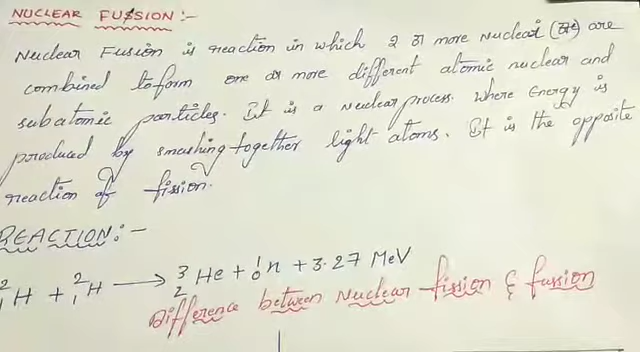 NUCLEAR FUSSION:-
Nuclear Fusion is reaction in which 2 or more nuclei are
combined to form one or more different atomic nuclear and
subatomic particles. It is a Nuclear process. where Energy is
produced by smashing together light atoms. It is the opposite
reaction of fission.
REACTION:-
²₁H + ²₁H ⟶ ³₂He + ¹₀n + 3.27 MeV
Difference between Nuclear fission & fussion